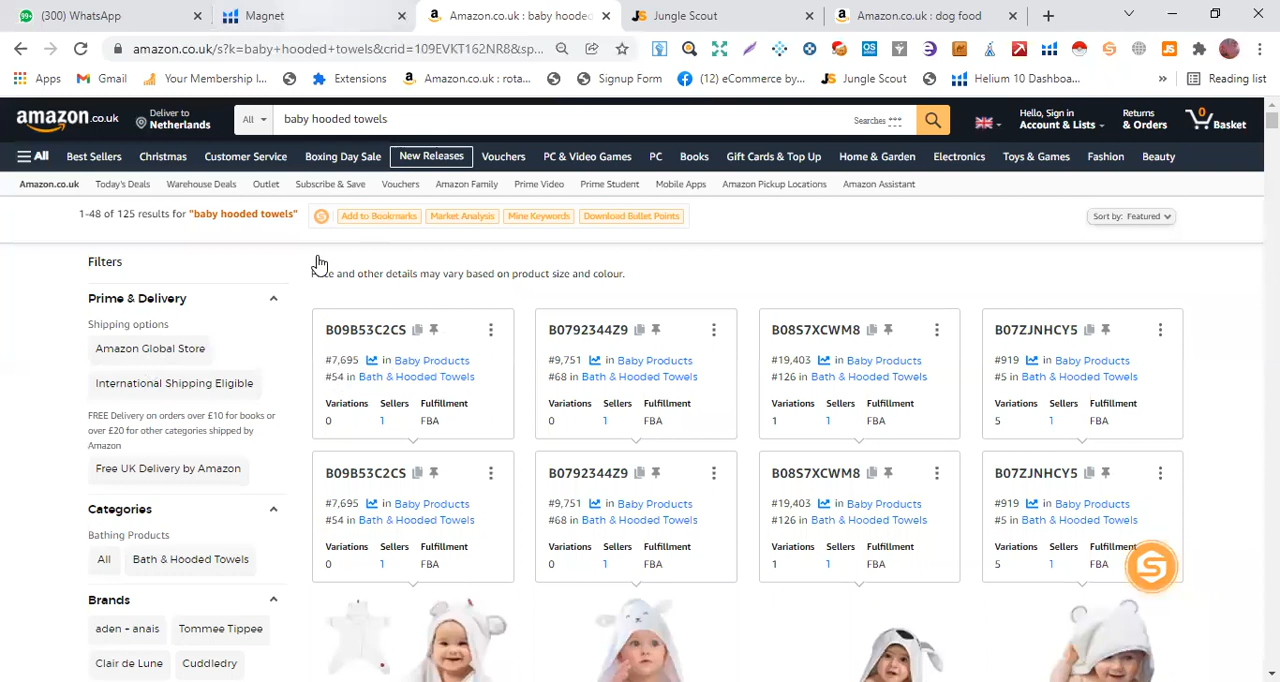 99+ (300) WhatsApp
Magnet
Amazon.co.uk : baby hooded
JS Jungle Scout
Amazon.co.uk : dog food
amazon.co.uk/s?k=baby+hooded+towels&crid=109EVKT162NR8&sp...
Apps
Gmail
Your Membership I...
Extensions
Amazon.co.uk : rota...
Signup Form
(12) eCommerce by...
JS Jungle Scout
Helium 10 Dashboa...
»
Reading list
amazon.co.uk
Deliver to
Netherlands
All
baby hooded towels
Searches
Hello, Sign in
Account & Lists
Returns
& Orders
0
Basket
All
Best Sellers
Christmas
Customer Service
Boxing Day Sale
New Releases
Vouchers
PC & Video Games
PC
Books
Gift Cards & Top Up
Home & Garden
Electronics
Toys & Games
Fashion
Beauty
Amazon.co.uk
Today's Deals
Warehouse Deals
Outlet
Subscribe & Save
Vouchers
Amazon Family
Prime Video
Prime Student
Mobile Apps
Amazon Pickup Locations
Amazon Assistant
1-48 of 125 results for "baby hooded towels"
Add to Bookmarks
Market Analysis
Mine Keywords
Download Bullet Points
Sort by: Featured
Filters
and other details may vary based on product size and colour.
Prime & Delivery
Shipping options
Amazon Global Store
International Shipping Eligible
FREE Delivery on orders over £10 for books or
over £20 for other categories shipped by
Amazon
Free UK Delivery by Amazon
Categories
Bathing Products
All
Bath & Hooded Towels
Brands
aden + anais
Tommee Tippee
Clair de Lune
Cuddledry
B09B53C2CS
#7,695 in Baby Products
#54 in Bath & Hooded Towels
Variations Sellers Fulfillment
0 1 FBA
B0792344Z9
#9,751 in Baby Products
#68 in Bath & Hooded Towels
Variations Sellers Fulfillment
0 1 FBA
B08S7XCWM8
#19,403 in Baby Products
#126 in Bath & Hooded Towels
Variations Sellers Fulfillment
1 1 FBA
B07ZJNHCY5
#919 in Baby Products
#5 in Bath & Hooded Towels
Variations Sellers Fulfillment
5 1 FBA
B09B53C2CS
#7,695 in Baby Products
#54 in Bath & Hooded Towels
Variations Sellers Fulfillment
0 1 FBA
B0792344Z9
#9,751 in Baby Products
#68 in Bath & Hooded Towels
Variations Sellers Fulfillment
0 1 FBA
B08S7XCWM8
#19,403 in Baby Products
#126 in Bath & Hooded Towels
Variations Sellers Fulfillment
1 1 FBA
B07ZJNHCY5
#919 in Baby Products
#5 in Bath & Hooded Towels
Variations Sellers Fulfillment
5 1 FBA